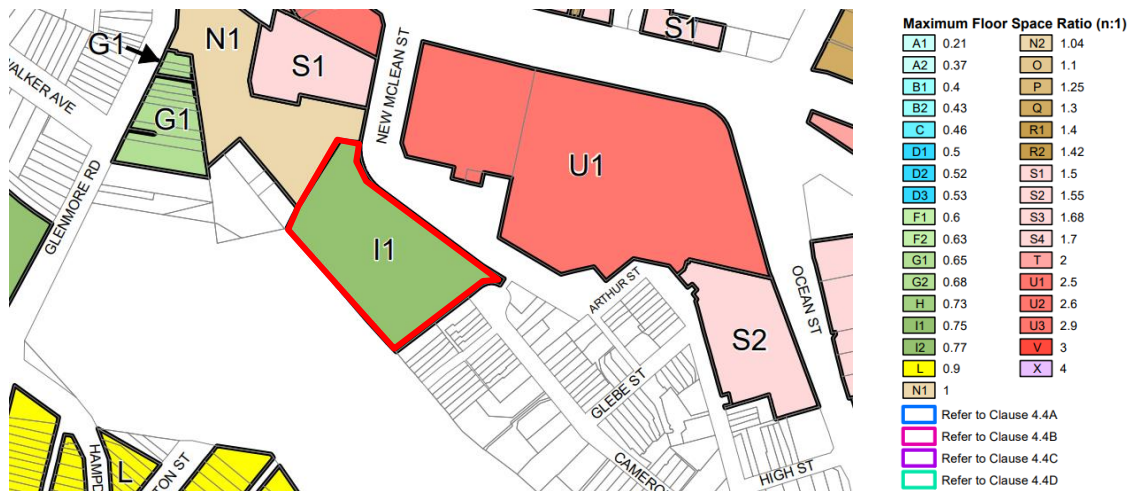 G1
N1
S1
S1
WALKER AVE
G1
NEW MCLEAN ST
U1
GLENMORE RD
I1
ARTHUR ST
OCEAN ST
S2
GLEBE ST
HAMPD
L
TON ST
CAMERO
HIGH ST
Maximum Floor Space Ratio (n:1)
A1 0.21
A2 0.37
B1 0.4
B2 0.43
C 0.46
D1 0.5
D2 0.52
D3 0.53
F1 0.6
F2 0.63
G1 0.65
G2 0.68
H 0.73
I1 0.75
I2 0.77
L 0.9
N1 1
N2 1.04
O 1.1
P 1.25
Q 1.3
R1 1.4
R2 1.42
S1 1.5
S2 1.55
S3 1.68
S4 1.7
T 2
U1 2.5
U2 2.6
U3 2.9
V 3
X 4
Refer to Clause 4.4A
Refer to Clause 4.4B
Refer to Clause 4.4C
Refer to Clause 4.4D